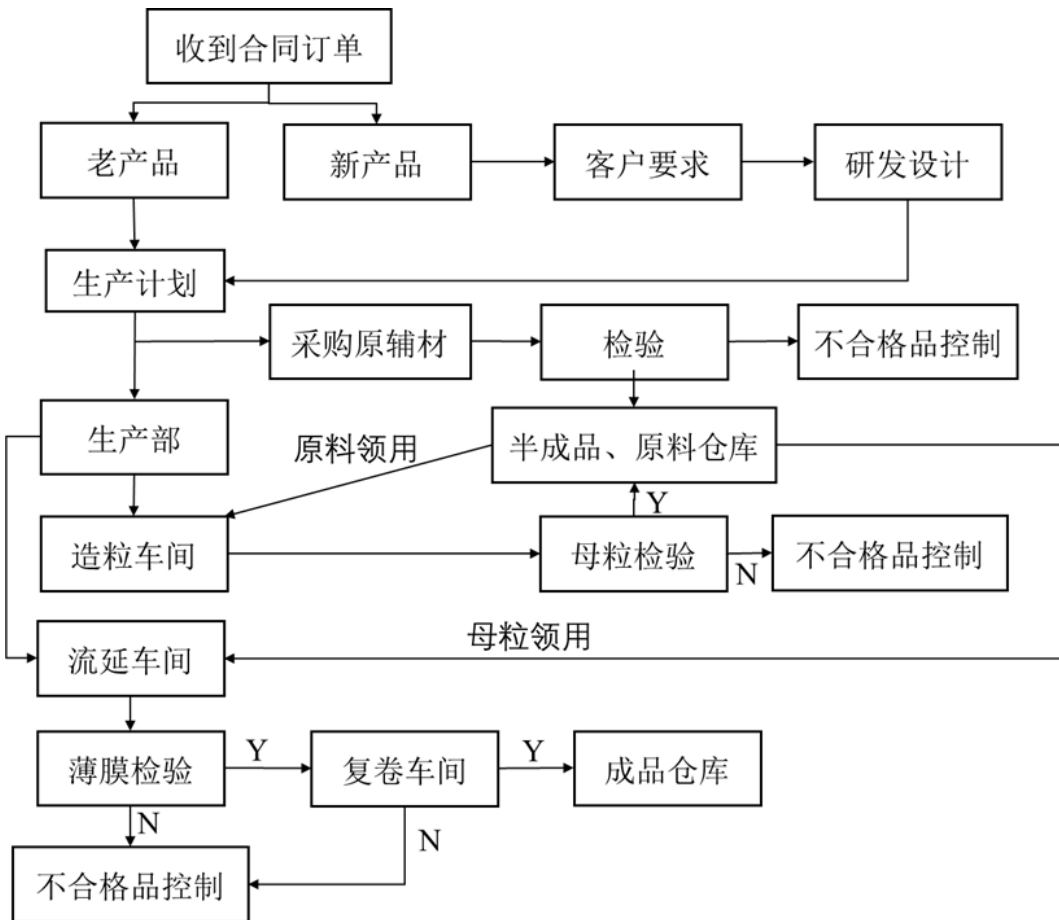 收到合同订单
老产品
新产品
客户要求
研发设计
生产计划
采购原辅材
检验
不合格品控制
生产部
原料领用
半成品、原料仓库
Y
造粒车间
母粒检验
N
不合格品控制
母粒领用
流延车间
薄膜检验
Y
复卷车间
Y
成品仓库
N
N
不合格品控制